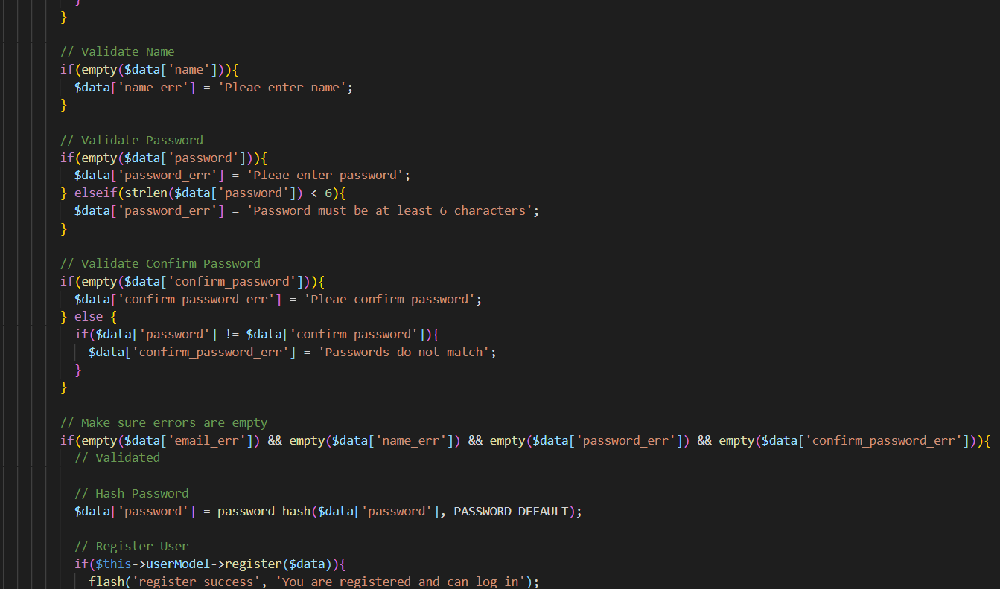 }
}
// Validate Name
if(empty($data['name'])){
$data['name_err'] = 'Pleae enter name';
}
// Validate Password
if(empty($data['password'])){
$data['password_err'] = 'Pleae enter password';
} elseif(strlen($data['password']) < 6){
$data['password_err'] = 'Password must be at least 6 characters';
}
// Validate Confirm Password
if(empty($data['confirm_password'])){
$data['confirm_password_err'] = 'Pleae confirm password';
} else {
if($data['password'] != $data['confirm_password']){
$data['confirm_password_err'] = 'Passwords do not match';
}
}
// Make sure errors are empty
if(empty($data['email_err']) && empty($data['name_err']) && empty($data['password_err']) && empty($data['confirm_password_err'])){
// Validated
// Hash Password
$data['password'] = password_hash($data['password'], PASSWORD_DEFAULT);
// Register User
if($this->userModel->register($data)){
flash('register_success', 'You are registered and can log in');